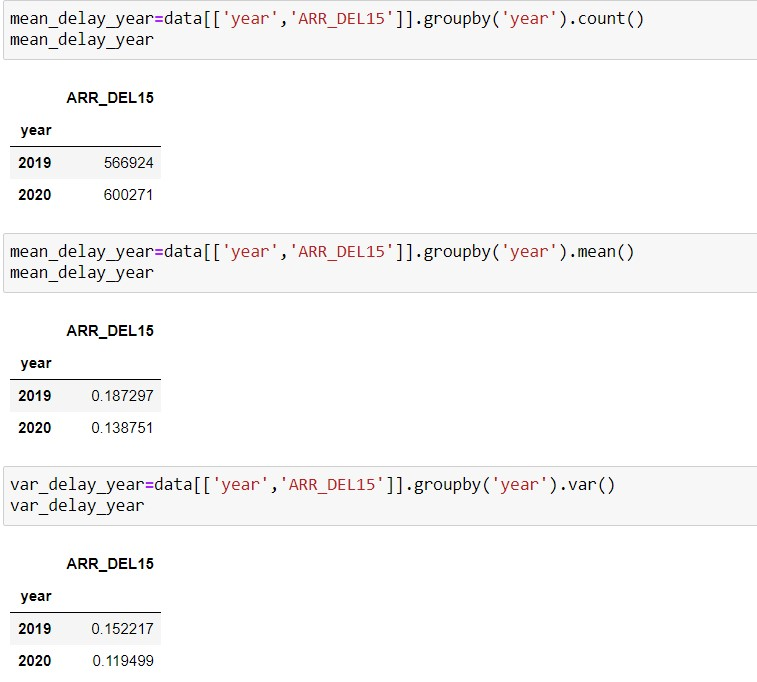 mean_delay_year=data[['year','ARR_DEL15']].groupby('year').count()
mean_delay_year
ARR_DEL15
year
2019 566924
2020 600271
mean_delay_year=data[['year','ARR_DEL15']].groupby('year').mean()
mean_delay_year
ARR_DEL15
year
2019 0.187297
2020 0.138751
var_delay_year=data[['year','ARR_DEL15']].groupby('year').var()
var_delay_year
ARR_DEL15
year
2019 0.152217
2020 0.119499